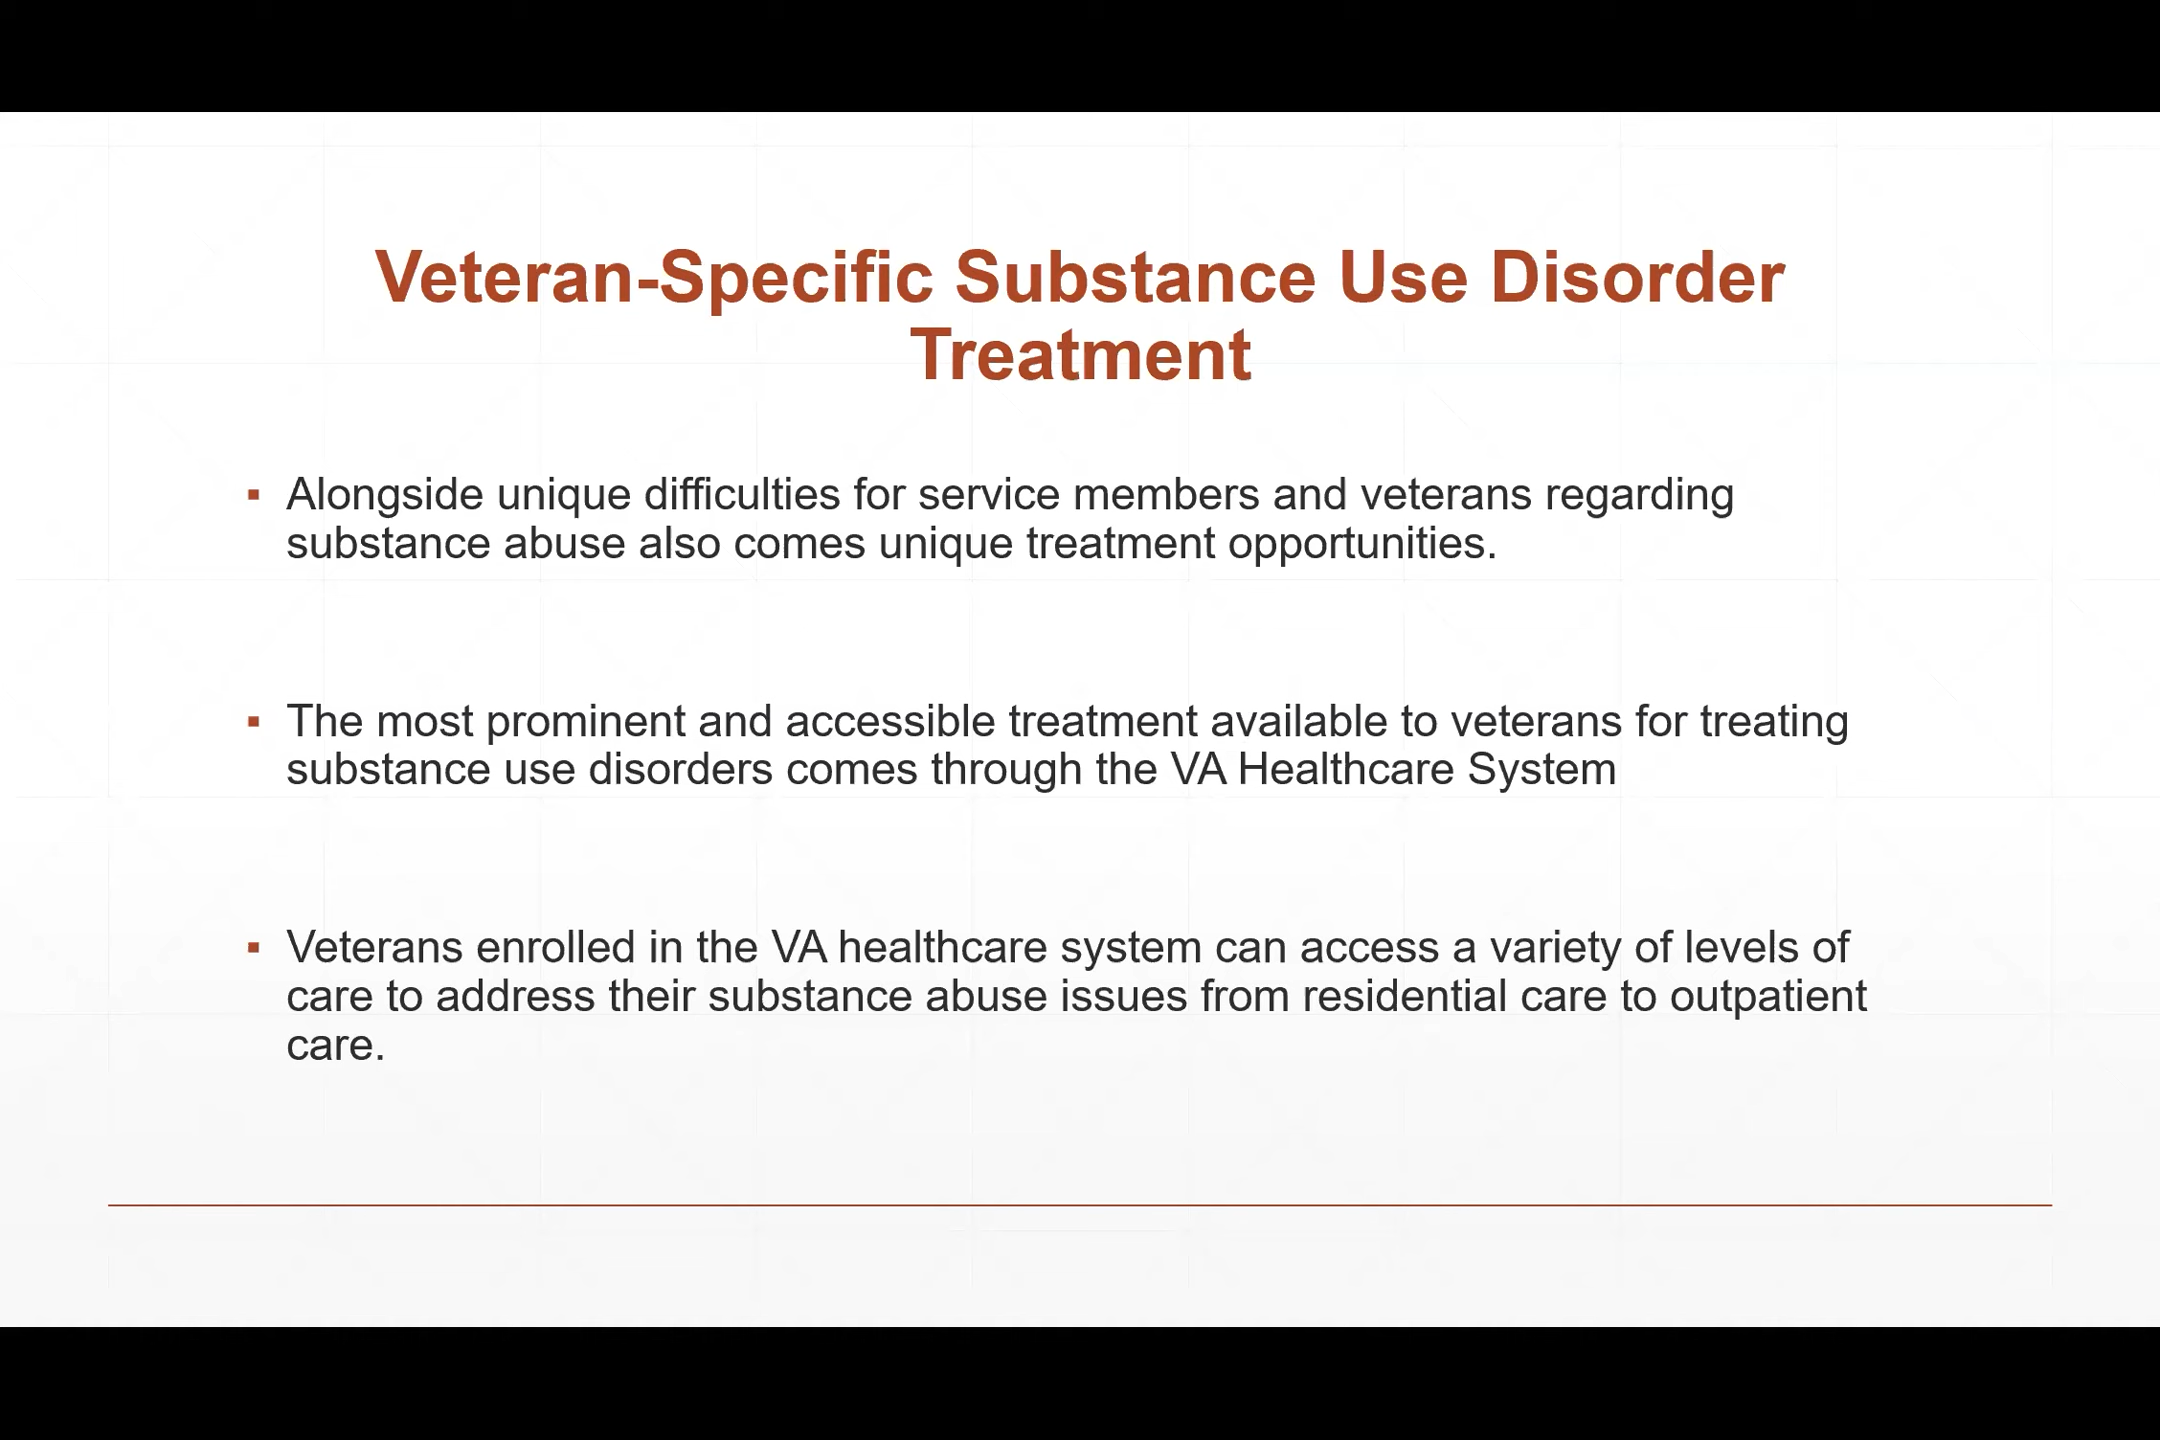 Veteran-Specific Substance Use Disorder
Treatment
▪ Alongside unique difficulties for service members and veterans regarding
substance abuse also comes unique treatment opportunities.
▪ The most prominent and accessible treatment available to veterans for treating
substance use disorders comes through the VA Healthcare System
▪ Veterans enrolled in the VA healthcare system can access a variety of levels of
care to address their substance abuse issues from residential care to outpatient
care.